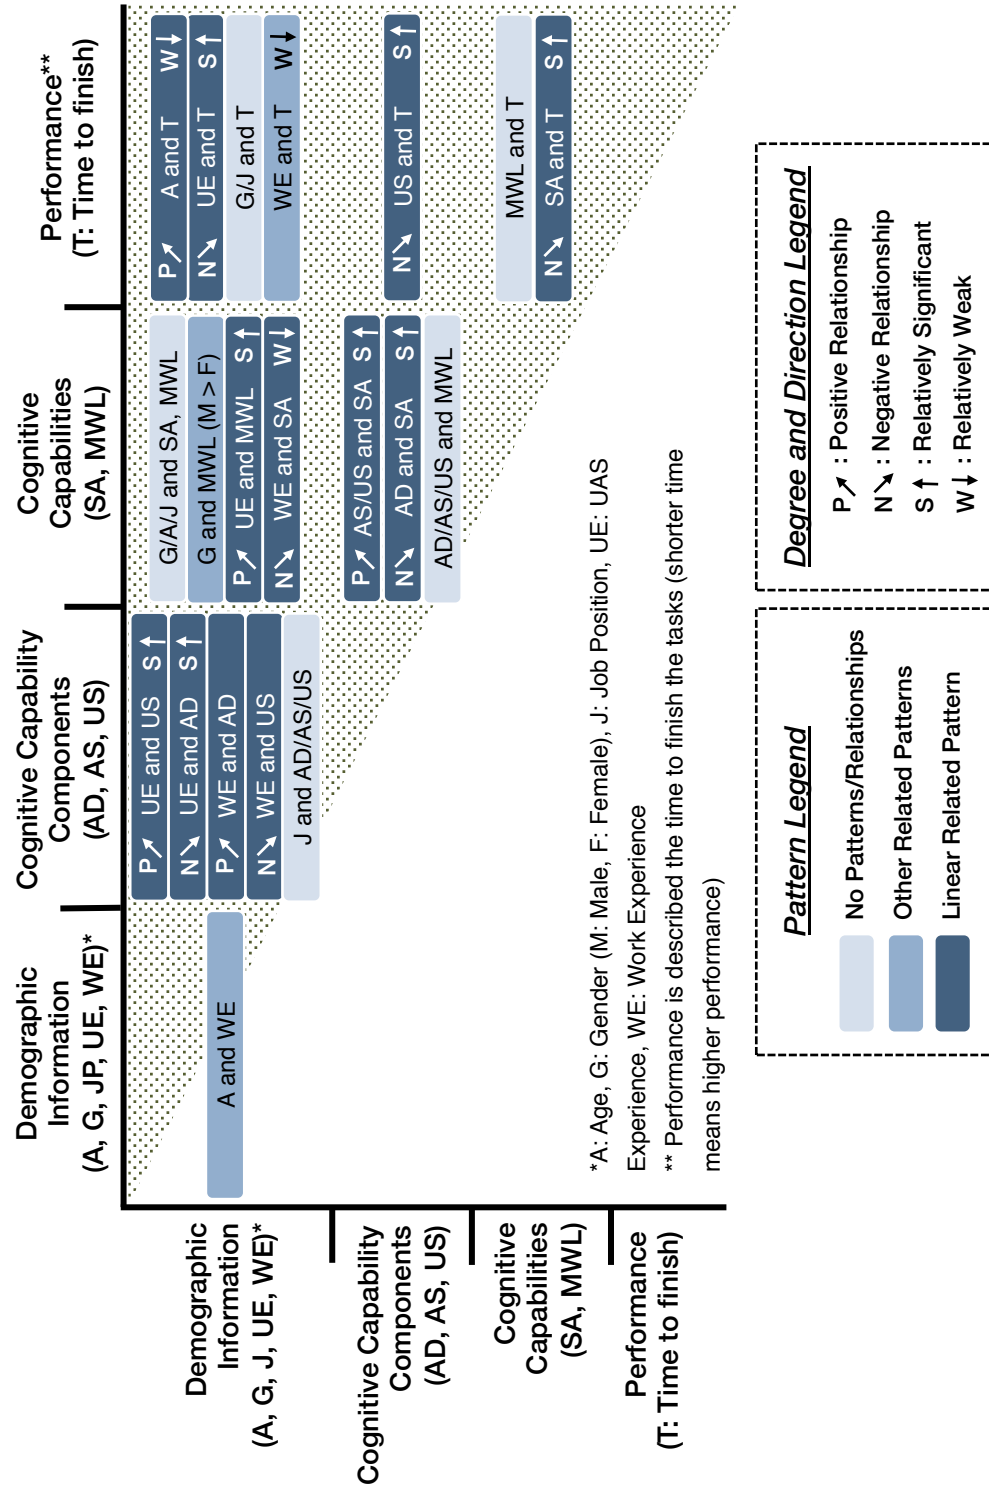 Demographic
Information
(A, G, JP, UE, WE)*
Cognitive Capability
Components
(AD, AS, US)
Cognitive
Capabilities
(SA, MWL)
Performance**
(T: Time to finish)
Demographic
Information
(A, G, J, UE, WE)*
A and WE
P UE and US S
N UE and AD S
P WE and AD
N WE and US
J and AD/AS/US
G/A/J and SA, MWL
G and MWL (M > F)
P UE and MWL S
N WE and SA W
P A and T W
N UE and T S
G/J and T
WE and T W
Cognitive Capability
Components
(AD, AS, US)
P AS/US and SA S
N AD and SA S
AD/AS/US and MWL
N US and T S
Cognitive
Capabilities
(SA, MWL)
MWL and T
N SA and T S
Performance
(T: Time to finish)
*A: Age, G: Gender (M: Male, F: Female), J: Job Position, UE: UAS
Experience, WE: Work Experience
** Performance is described the time to finish the tasks (shorter time
means higher performance)
Pattern Legend
No Patterns/Relationships
Other Related Patterns
Linear Related Pattern
Degree and Direction Legend
P : Positive Relationship
N : Negative Relationship
S : Relatively Significant
W : Relatively Weak